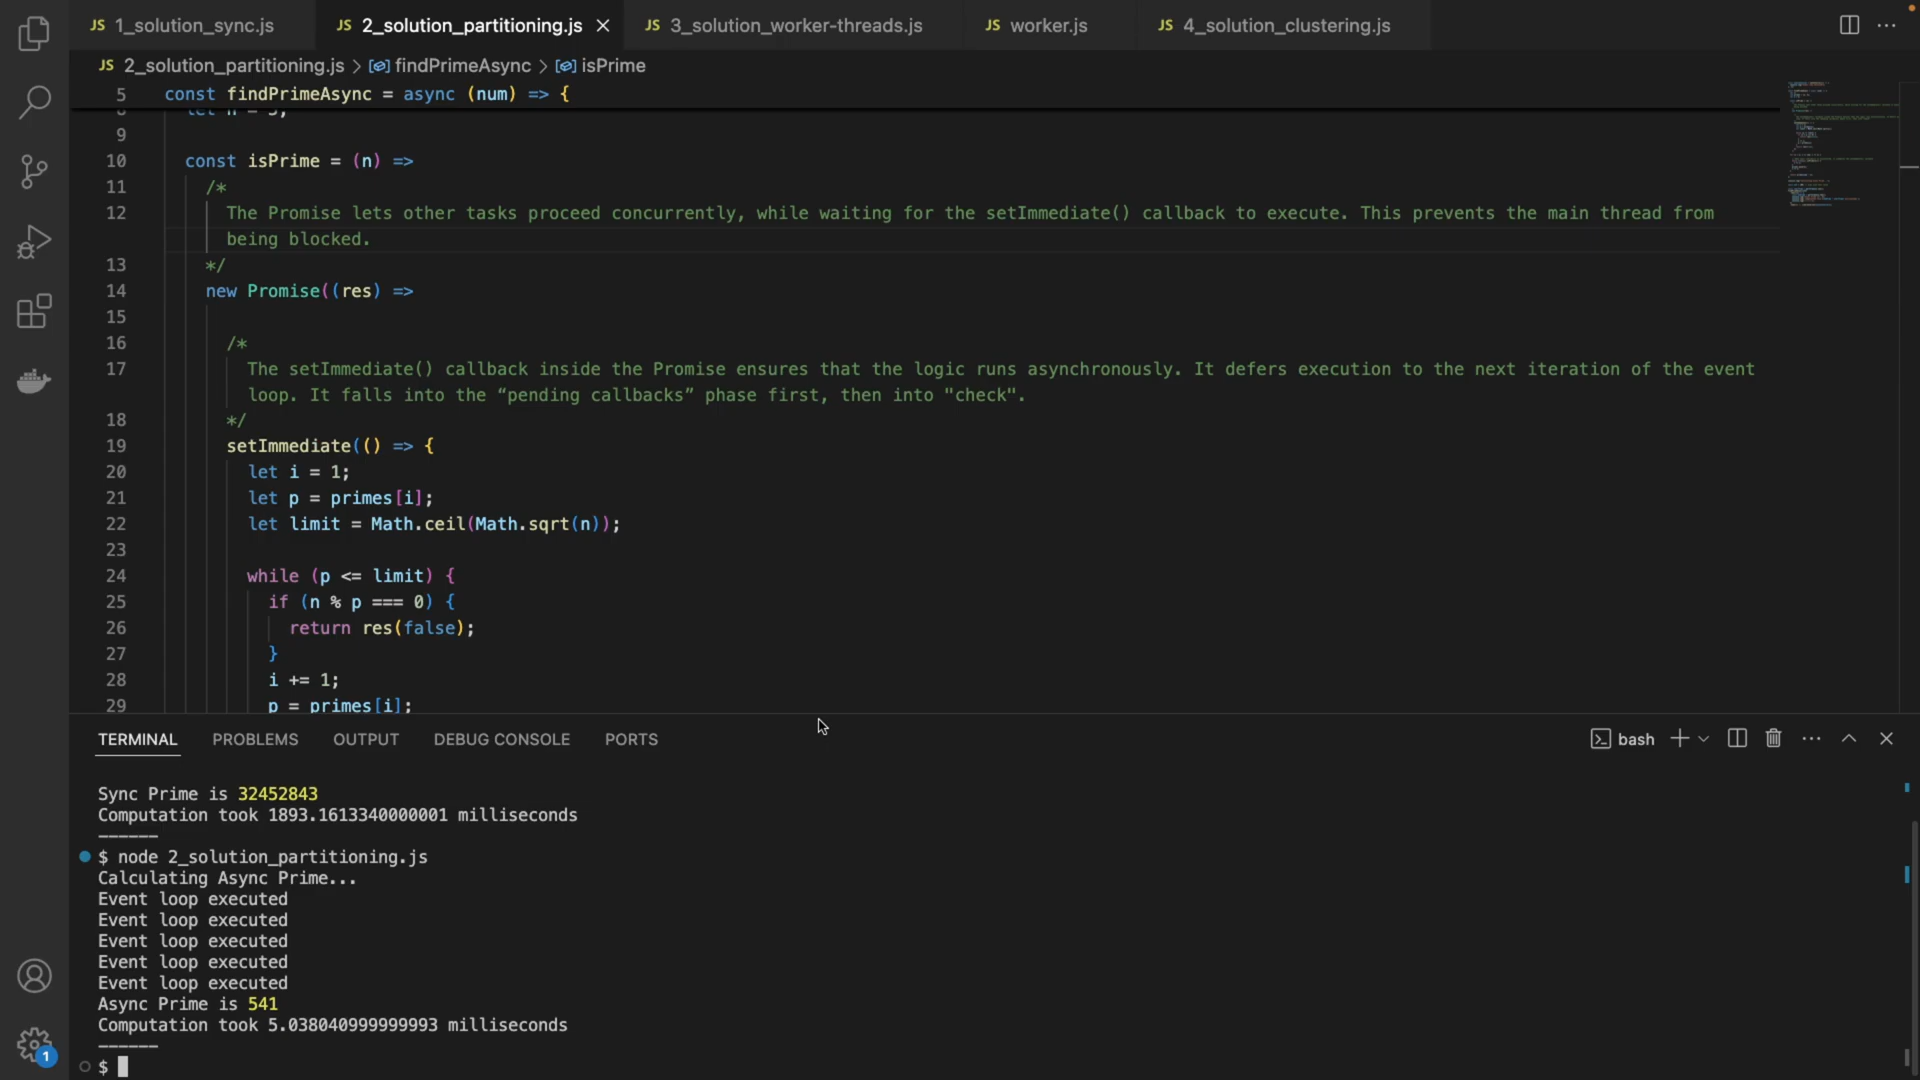 JS 1_solution_sync.js
JS 2_solution_partitioning.js
JS 3_solution_worker-threads.js
JS worker.js
JS 4_solution_clustering.js
JS 2_solution_partitioning.js > findPrimeAsync > isPrime
5 const findPrimeAsync = async (num) => {
9
10 const isPrime = (n) =>
11 /*
12 The Promise lets other tasks proceed concurrently, while waiting for the setImmediate() callback to execute. This prevents the main thread from
being blocked.
13 */
14 new Promise((res) =>
15
16 /*
17 The setImmediate() callback inside the Promise ensures that the logic runs asynchronously. It defers execution to the next iteration of the event
loop. It falls into the “pending callbacks” phase first, then into "check".
18 */
19 setImmediate(() => {
20 let i = 1;
21 let p = primes[i];
22 let limit = Math.ceil(Math.sqrt(n));
23
24 while (p <= limit) {
25 if (n % p === 0) {
26 return res(false);
27 }
28 i += 1;
29 p = primes[i];
TERMINAL PROBLEMS OUTPUT DEBUG CONSOLE PORTS
bash
Sync Prime is 32452843
Computation took 1893.1613340000001 milliseconds
——————
$ node 2_solution_partitioning.js
Calculating Async Prime...
Event loop executed
Event loop executed
Event loop executed
Event loop executed
Event loop executed
Async Prime is 541
Computation took 5.038040999999993 milliseconds
——————
$
1